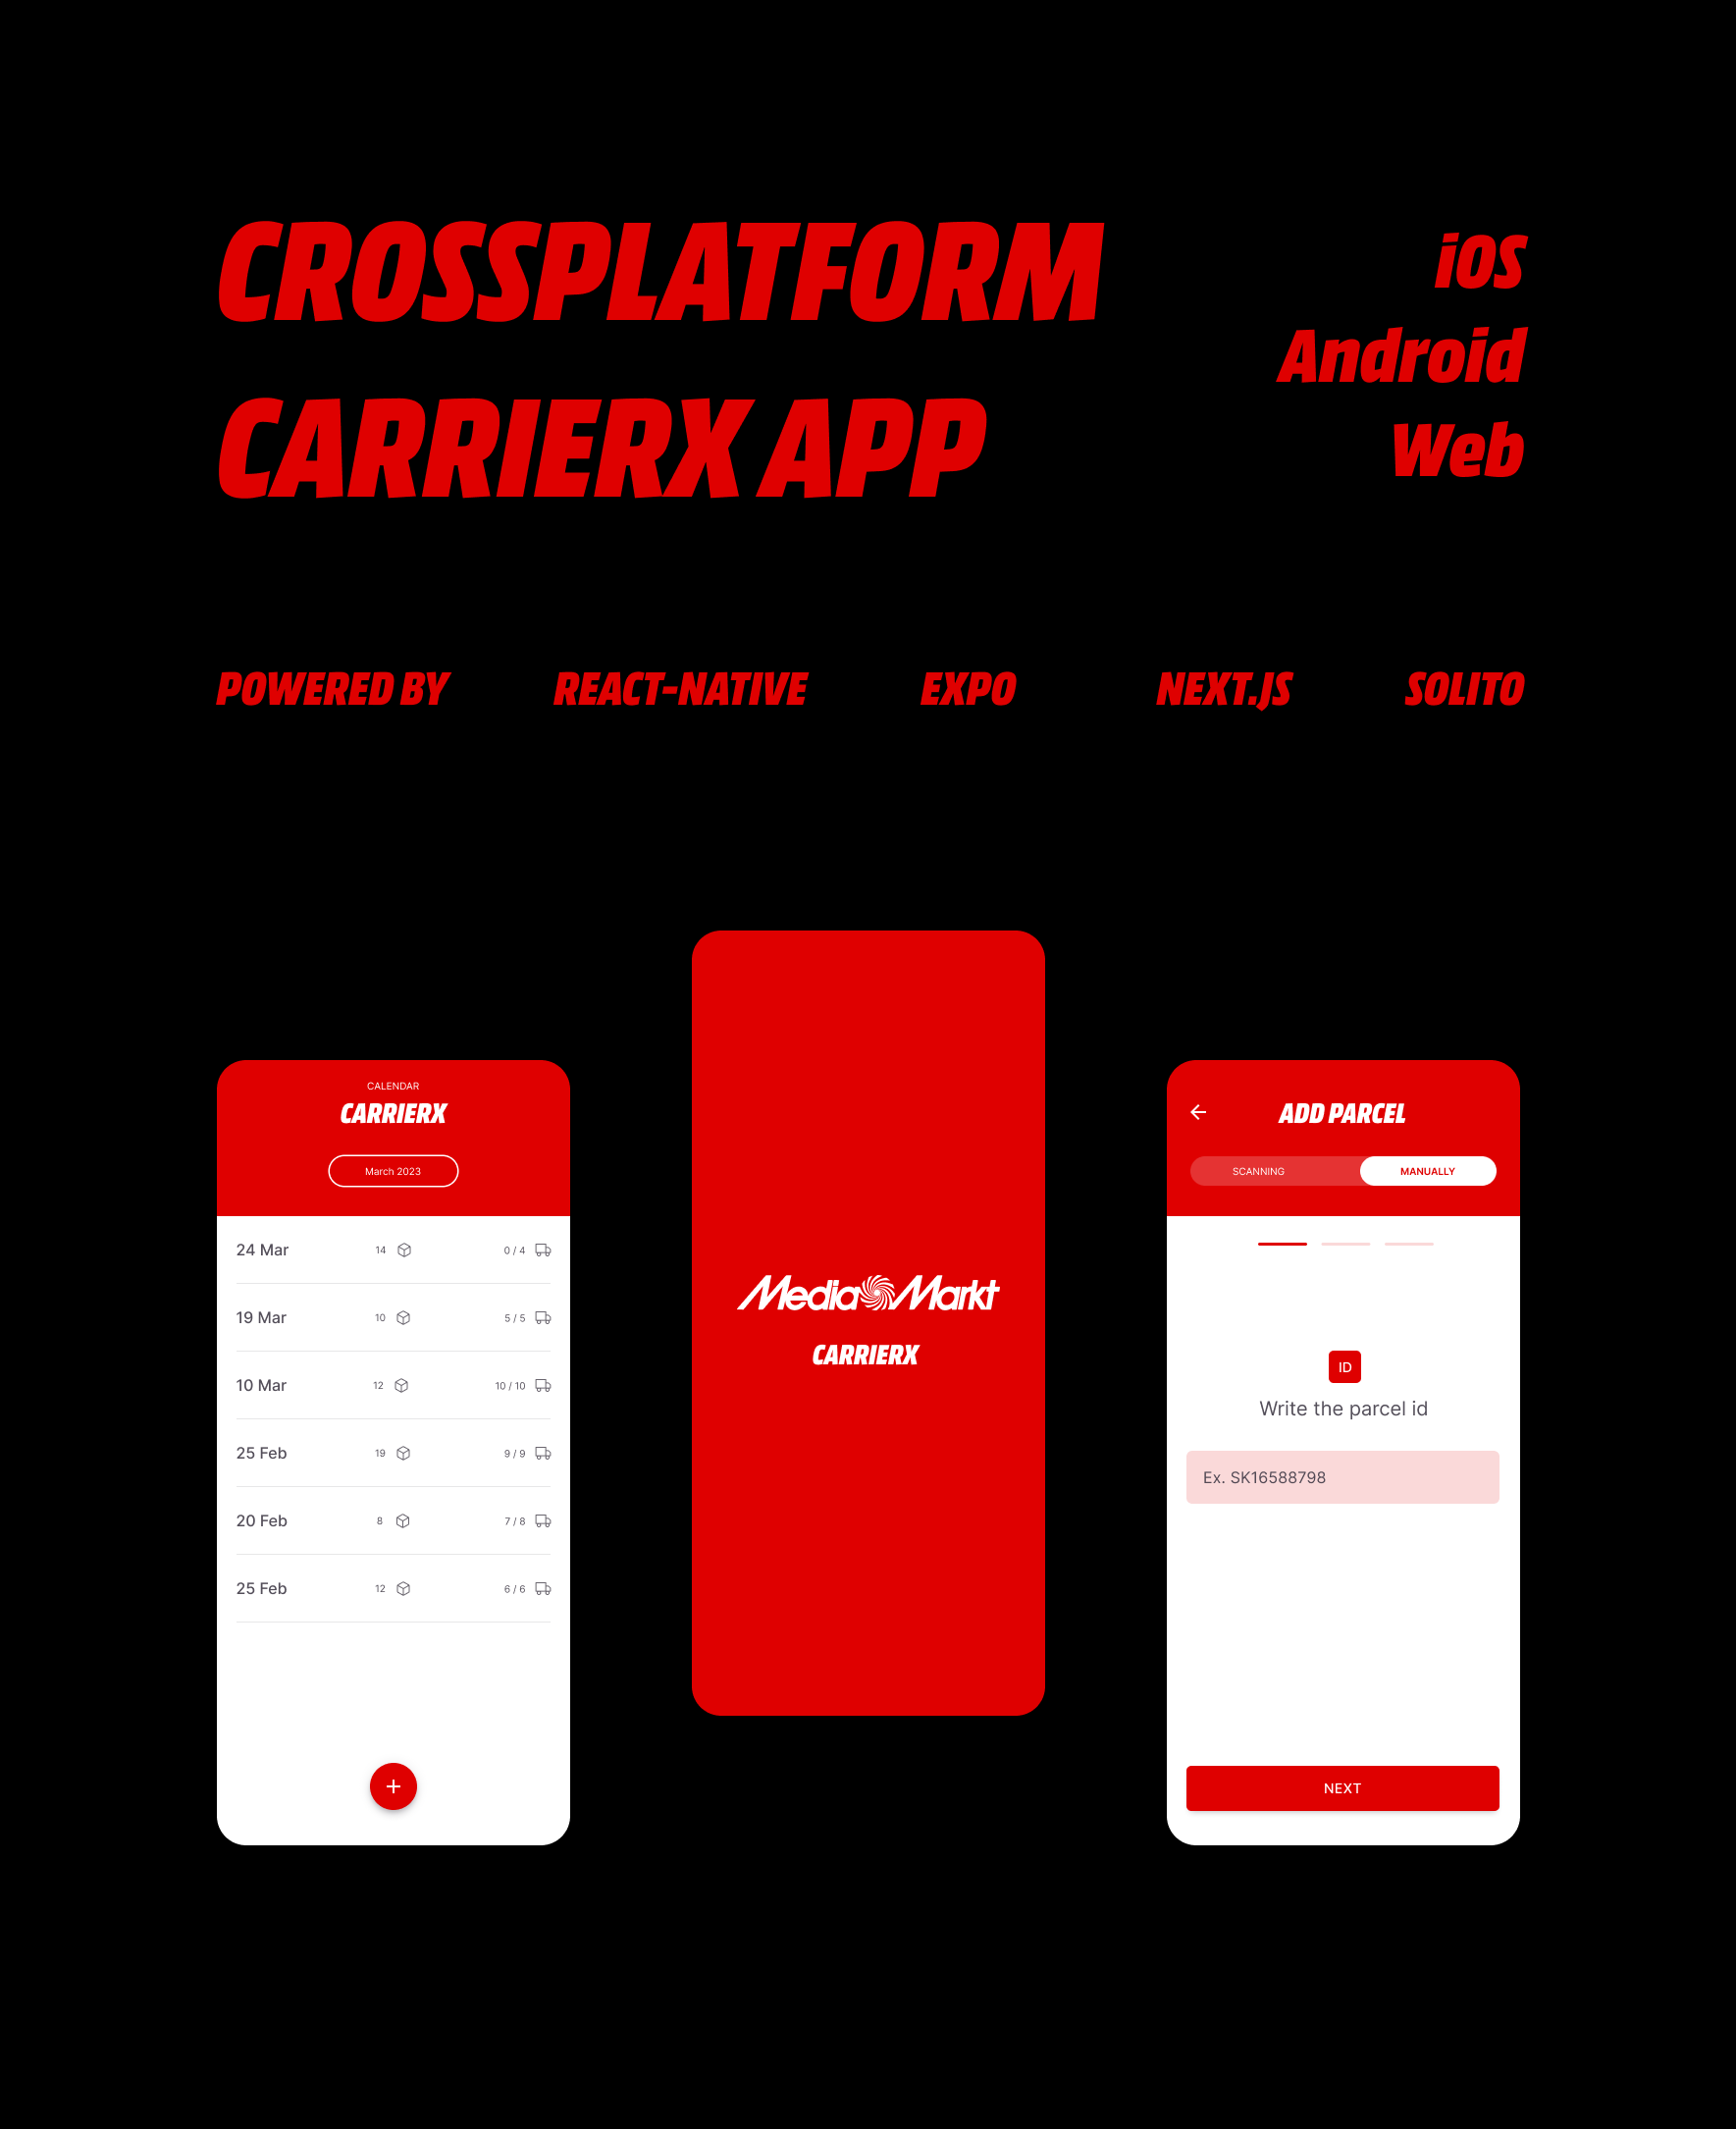 CROSSPLATFORM
CARRIERX APP
iOS
Android
Web
POWERED BY REACT-NATIVE EXPO NEXT.JS SOLITO
CALENDAR
CARRIERX
March 2023
24 Mar 14 0 / 4
19 Mar 10 5 / 5
10 Mar 12 10 / 10
25 Feb 19 9 / 9
20 Feb 8 7 / 8
25 Feb 12 6 / 6
+
Media Markt
CARRIERX
ADD PARCEL
SCANNING MANUALLY
ID
Write the parcel id
Ex. SK16588798
NEXT